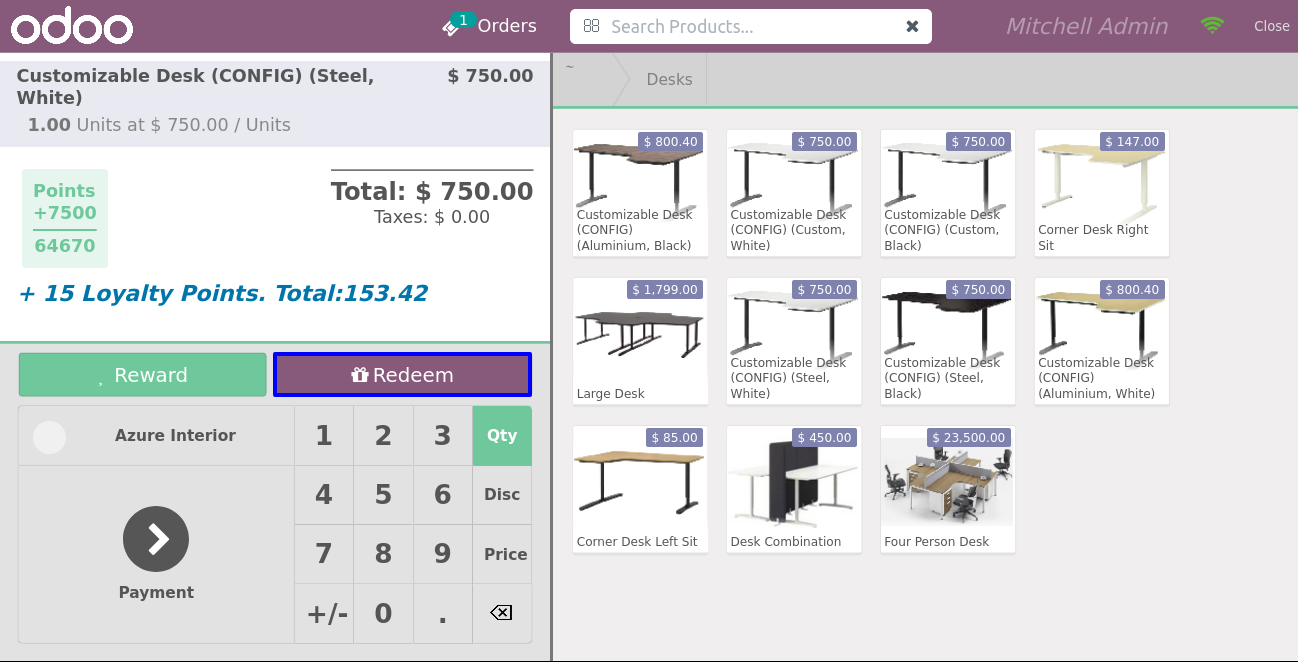 odoo
1
Orders
Search Products...
Mitchell Admin
Close
Customizable Desk (CONFIG) (Steel,
White)
$ 750.00
1.00 Units at $ 750.00 / Units
Points
+7500
64670
Total: $ 750.00
Taxes: $ 0.00
+ 15 Loyalty Points. Total:153.42
Reward
Redeem
Azure Interior
Payment
1 2 3 Qty
4 5 6 Disc
7 8 9 Price
+/- 0 .
~
Desks
$ 800.40
Customizable Desk
(CONFIG)
(Aluminium, Black)
$ 750.00
Customizable Desk
(CONFIG) (Custom,
White)
$ 750.00
Customizable Desk
(CONFIG) (Custom,
Black)
$ 147.00
Corner Desk Right
Sit
$ 1,799.00
Large Desk
$ 750.00
Customizable Desk
(CONFIG) (Steel,
White)
$ 750.00
Customizable Desk
(CONFIG) (Steel,
Black)
$ 800.40
Customizable Desk
(CONFIG)
(Aluminium, White)
$ 85.00
Corner Desk Left Sit
$ 450.00
Desk Combination
$ 23,500.00
Four Person Desk